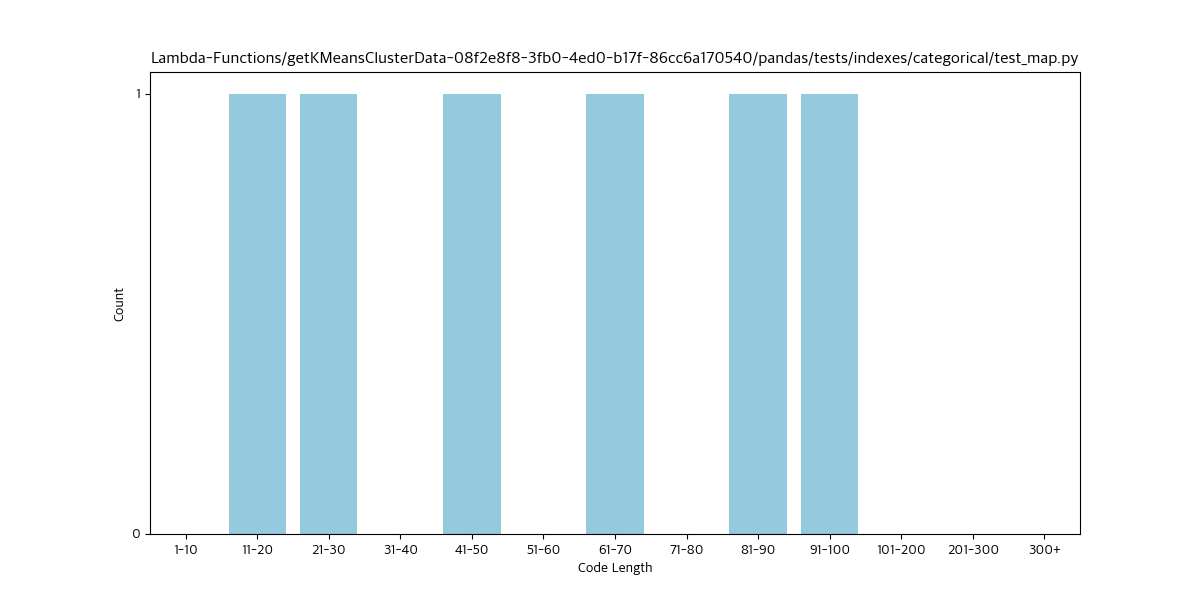 Lambda-Functions/getKMeansClusterData-08f2e8f8-3fb0-4ed0-b17f-86cc6a170540/pandas/tests/indexes/categorical/test_map.py
1
Count
0
1-10 11-20 21-30 31-40 41-50 51-60 61-70 71-80 81-90 91-100 101-200 201-300 300+
Code Length